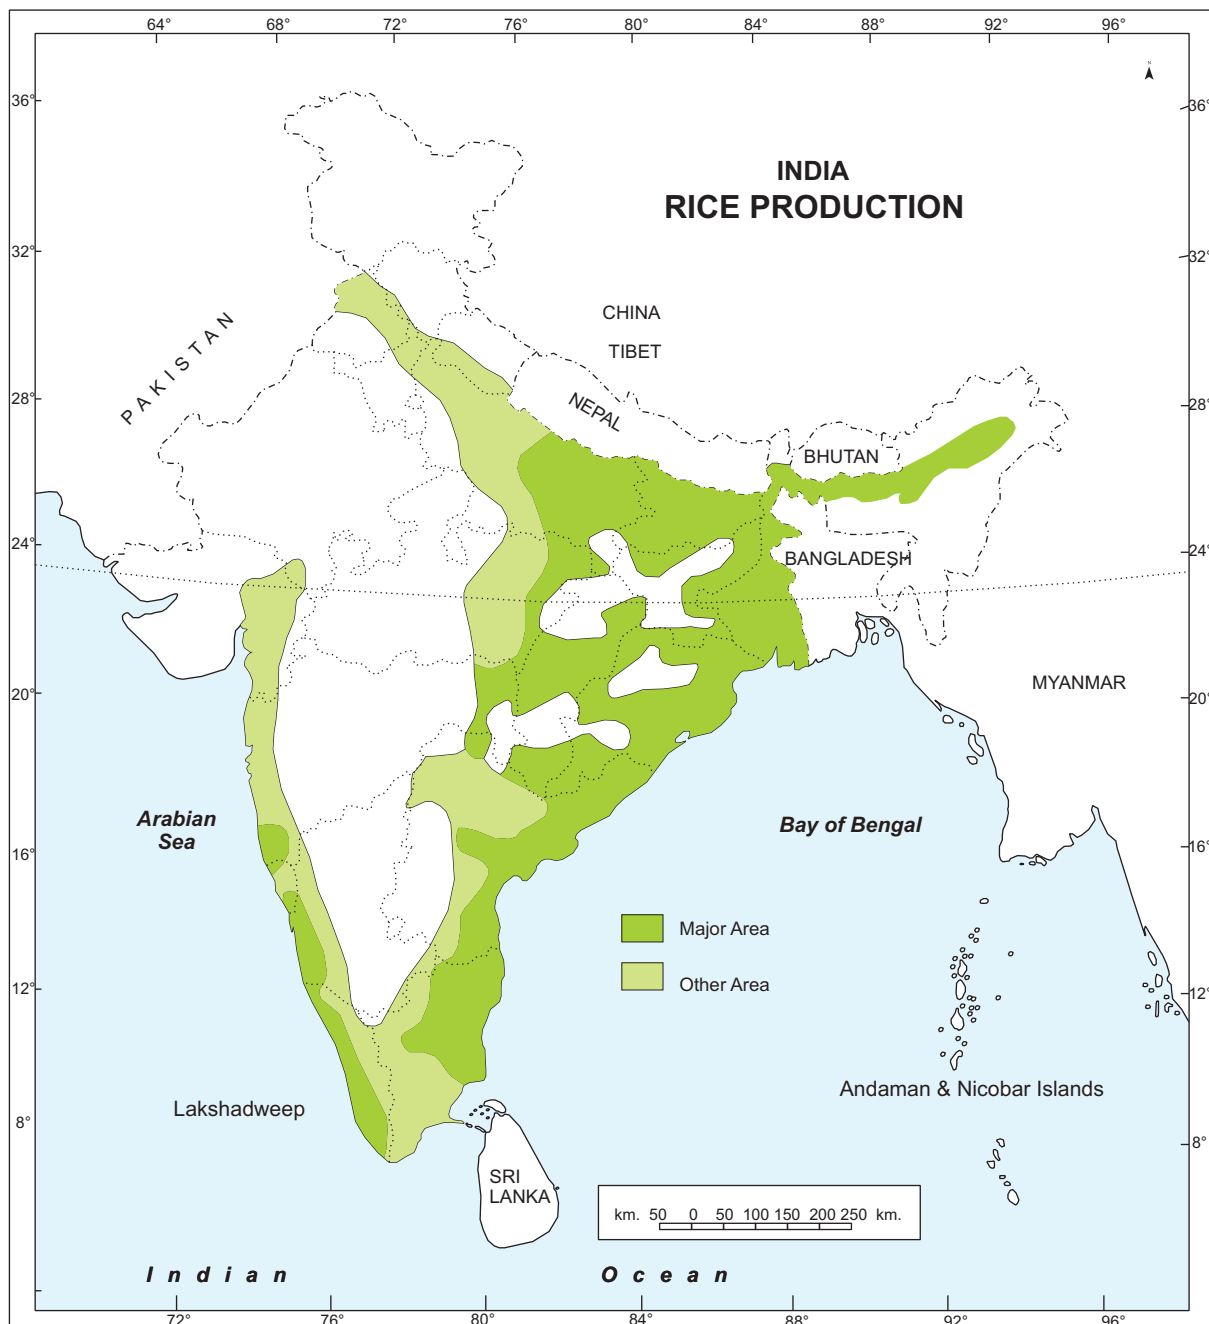 64° 68° 72° 76° 80° 84° 88° 92° 96°
N
36° 36°
INDIA
RICE PRODUCTION
32° 32°
CHINA
TIBET
PAKISTAN
28° 28°
NEPAL
BHUTAN
24° 24°
BANGLADESH
MYANMAR
20° 20°
Arabian
Sea
Bay of Bengal
16° 16°
Major Area
Other Area
12° 12°
Andaman & Nicobar Islands
Lakshadweep
8° 8°
SRI
LANKA
km. 50 0 50 100 150 200 250 km.
Indian Ocean
72° 76° 80° 84° 88° 92° 96°